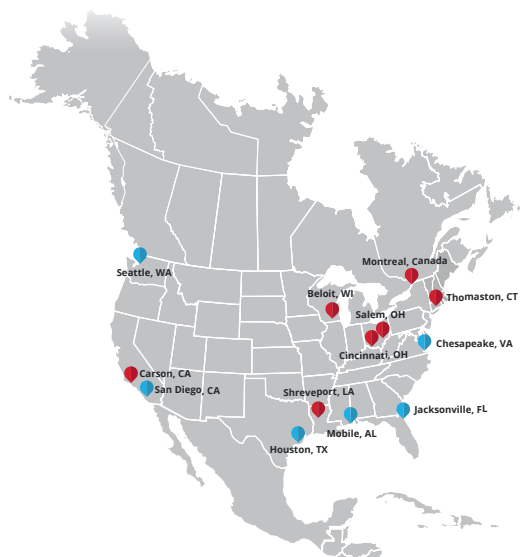 Montreal, Canada
Seattle, WA
Beloit, WI
Thomaston, CT
Salem, OH
Chesapeake, VA
Cincinnati, OH
Carson, CA
San Diego, CA
Shreveport, LA
Jacksonville, FL
Mobile, AL
Houston, TX